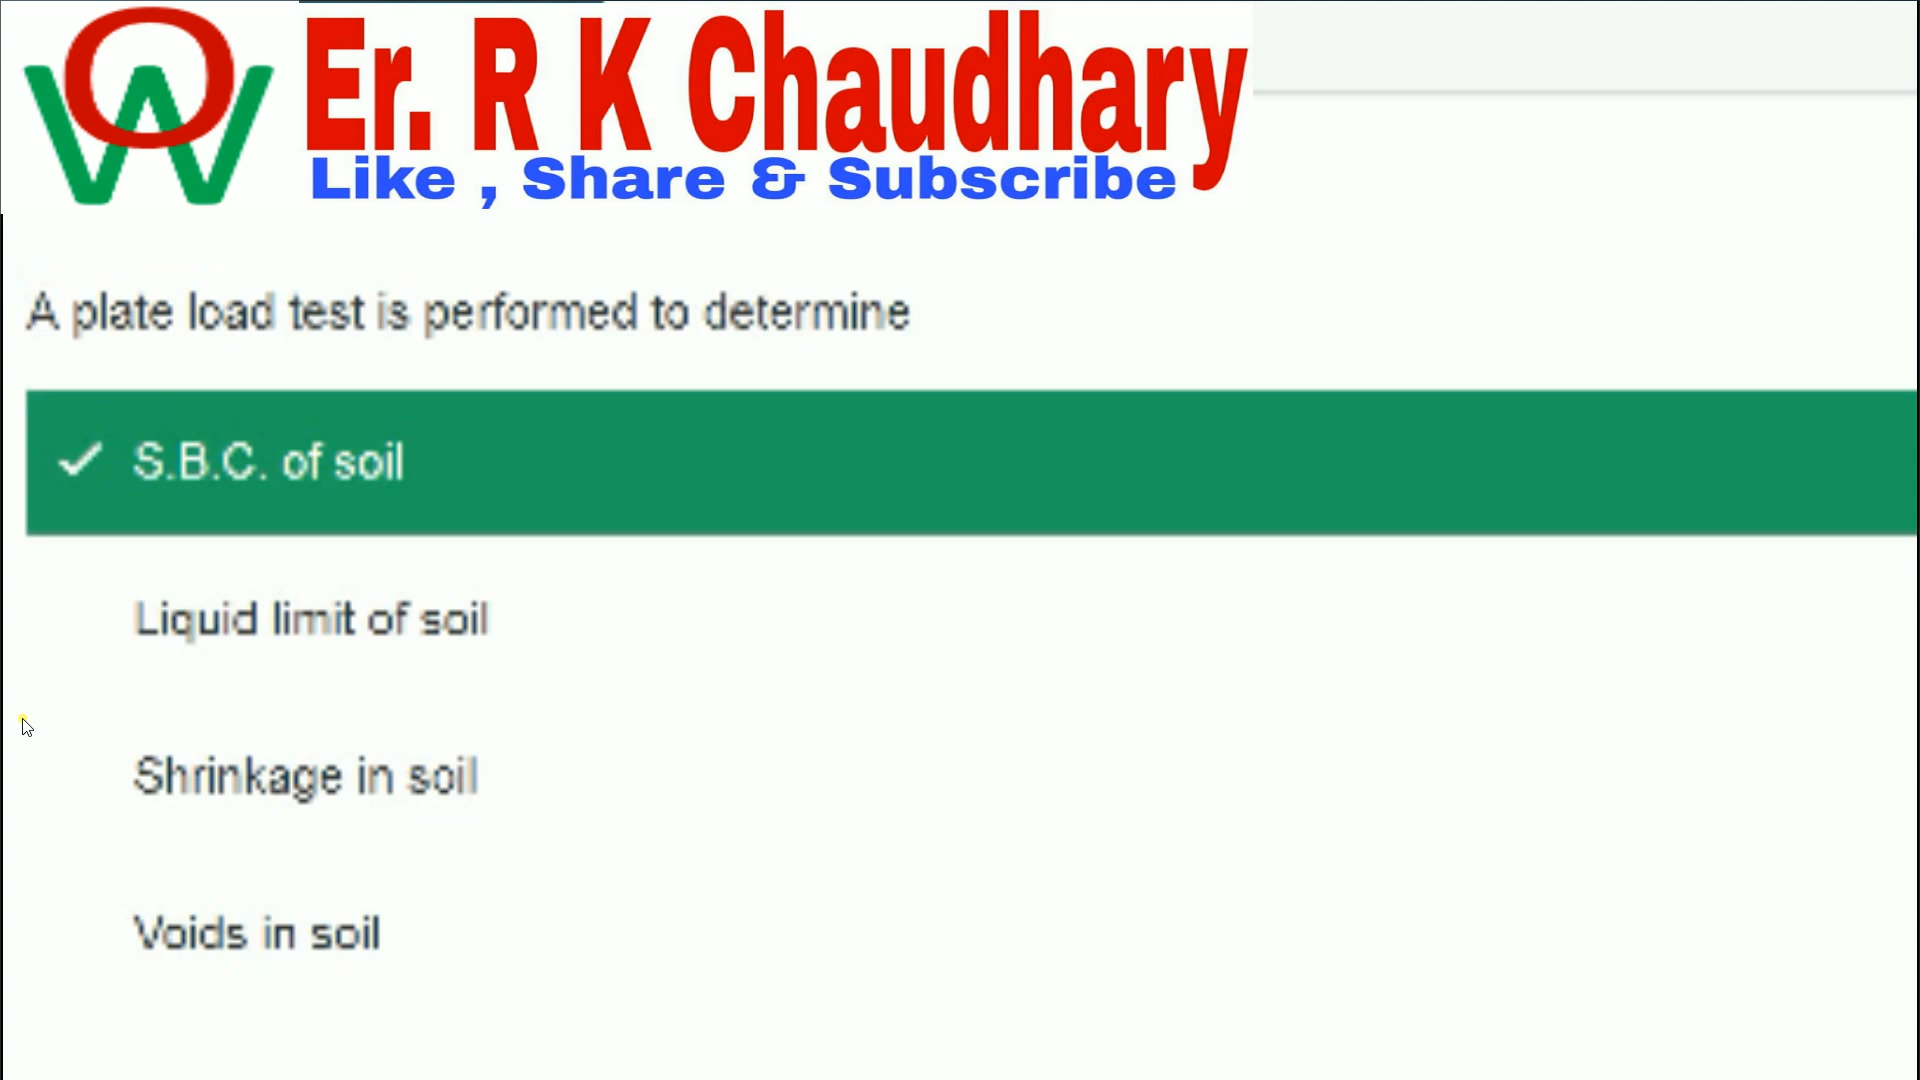 OW
Er. R K Chaudhary
Like , Share & Subscribe
A plate load test is performed to determine
S.B.C. of soil
Liquid limit of soil
Shrinkage in soil
Voids in soil